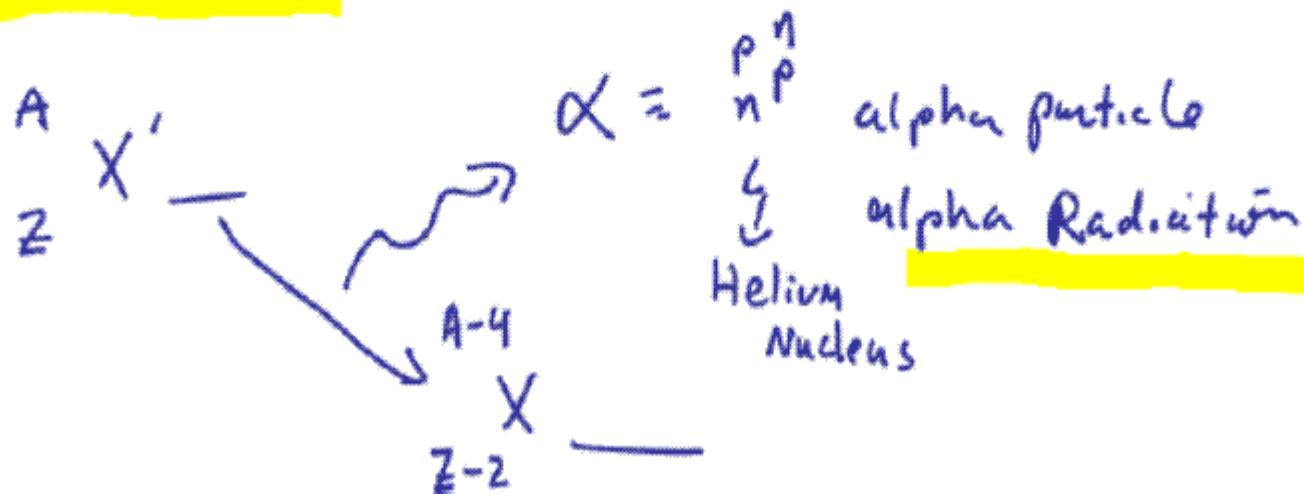 p n
A α = n p alpha particle
X'
Z alpha Radiation
Helium
A-4 Nucleus
X
Z-2